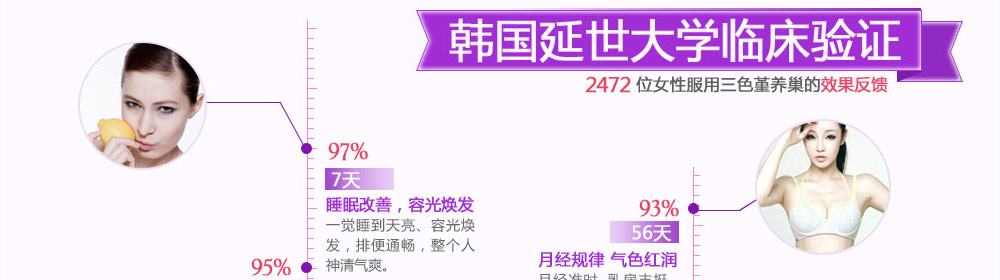 韩国延世大学临床验证
2472 位女性服用三色堇养巢的效果反馈
97%
7天
睡眠改善，容光焕发
一觉睡到天亮、容光焕
发，排便通畅，整个人
神清气爽。
95%
93%
56天
月经规律 气色红润